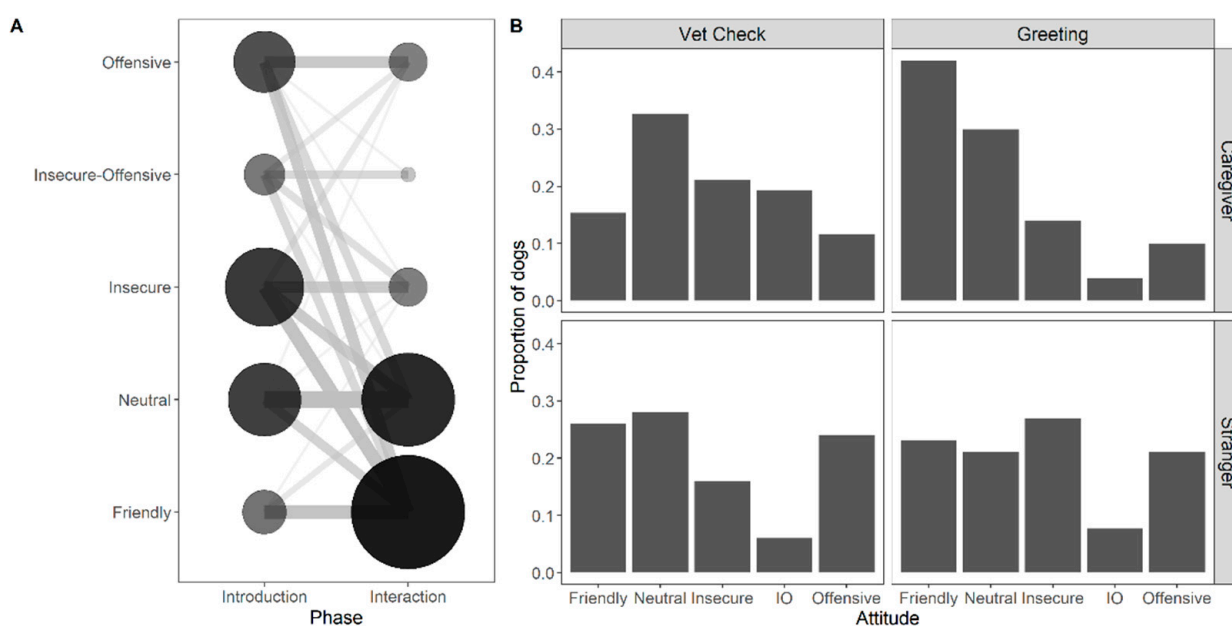 A
Offensive
Insecure-Offensive
Insecure
Neutral
Friendly
Introduction Interaction
Phase
B
Vet Check Greeting
Proportion of dogs
0.4
0.3
0.2
0.1
0.0
Caregiver
0.4
0.3
0.2
0.1
0.0
Stranger
Friendly Neutral Insecure IO Offensive Friendly Neutral Insecure IO Offensive
Attitude